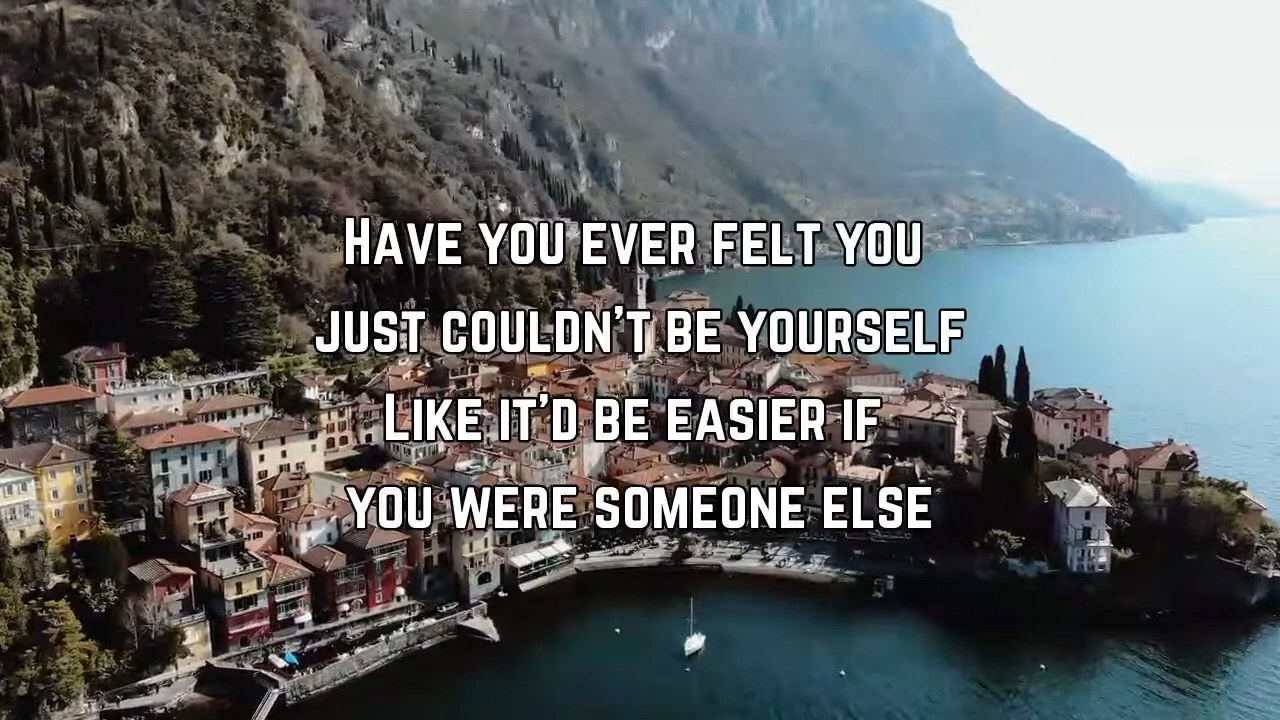 Have you ever felt you
just couldn't be yourself
Like it'd be easier if
you were someone else